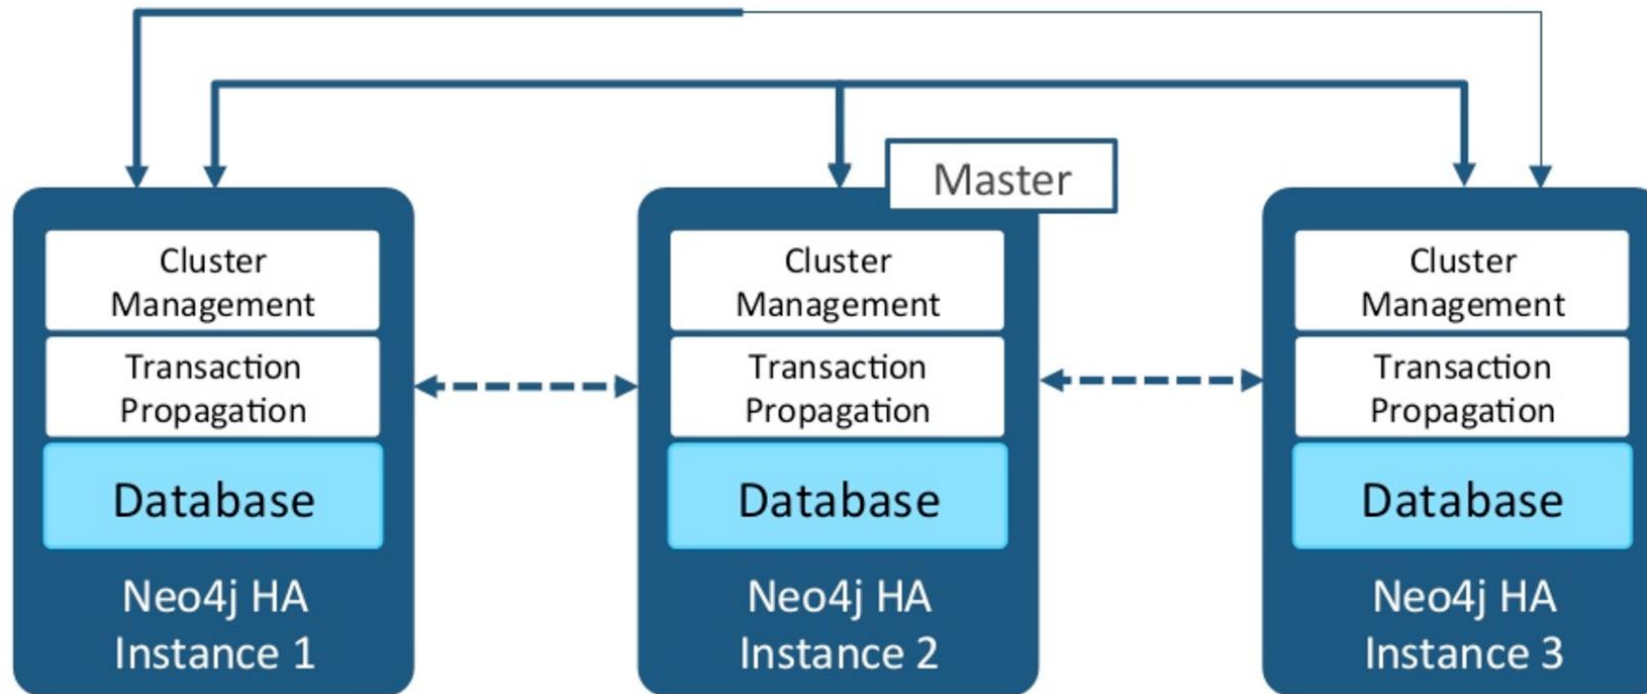 Master
Cluster
Management
Transaction
Propagation
Database
Neo4j HA
Instance 1
Cluster
Management
Transaction
Propagation
Database
Neo4j HA
Instance 2
Cluster
Management
Transaction
Propagation
Database
Neo4j HA
Instance 3